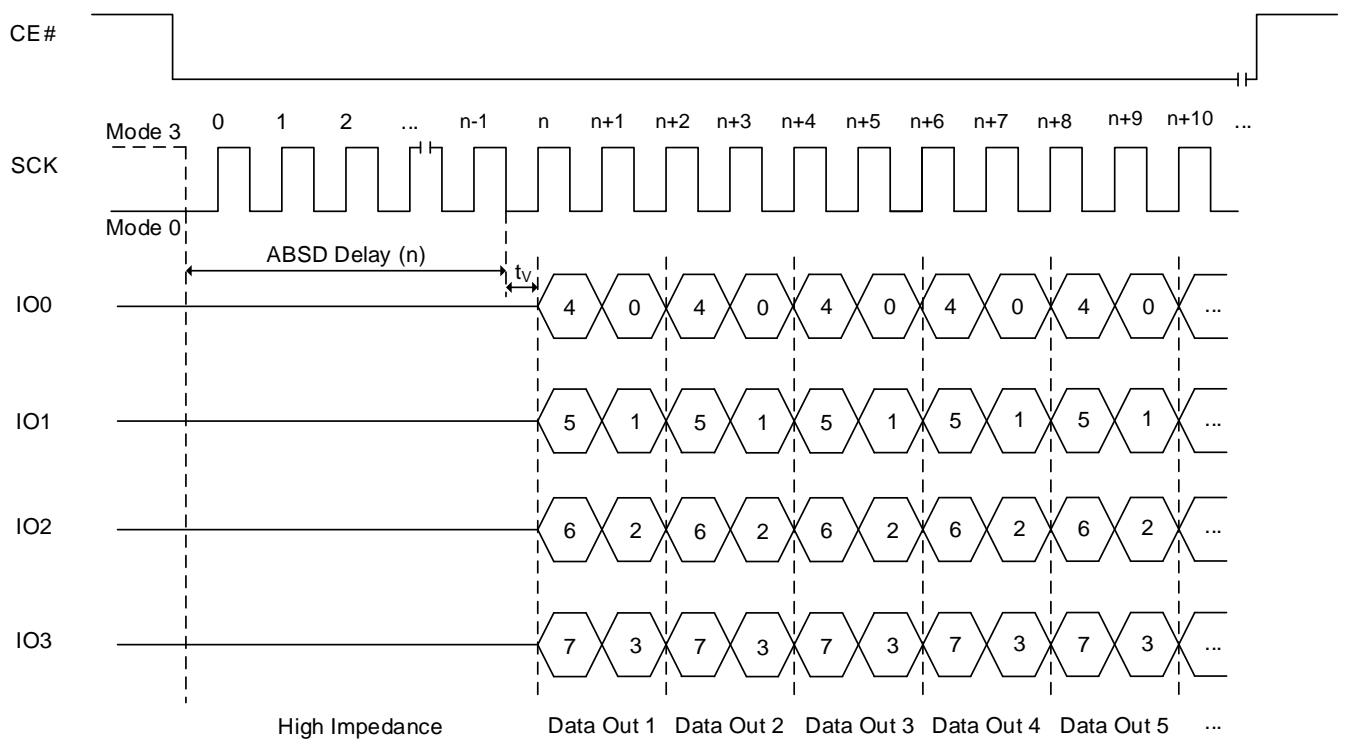 CE#
0 1 2 ... n-1 n n+1 n+2 n+3 n+4 n+5 n+6 n+7 n+8 n+9 n+10 ...
Mode 3
SCK
Mode 0
ABSD Delay (n)
tV
IO0 4 0 4 0 4 0 4 0 4 0 ...
IO1 5 1 5 1 5 1 5 1 5 1 ...
IO2 6 2 6 2 6 2 6 2 6 2 ...
IO3 7 3 7 3 7 3 7 3 7 3 ...
High Impedance Data Out 1 Data Out 2 Data Out 3 Data Out 4 Data Out 5 ...